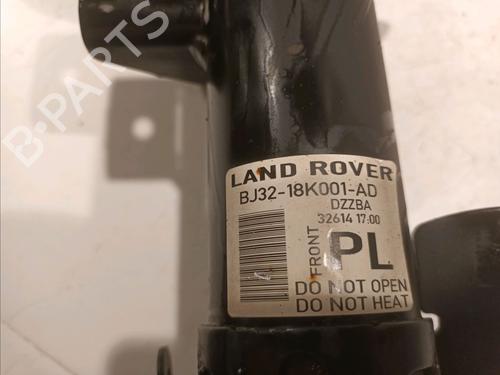 B-PARTS
LAND ROVER
BJ32-18K001-AD
DZZBA
32614 17:00
FRONT
PL
DO NOT OPEN
DO NOT HEAT